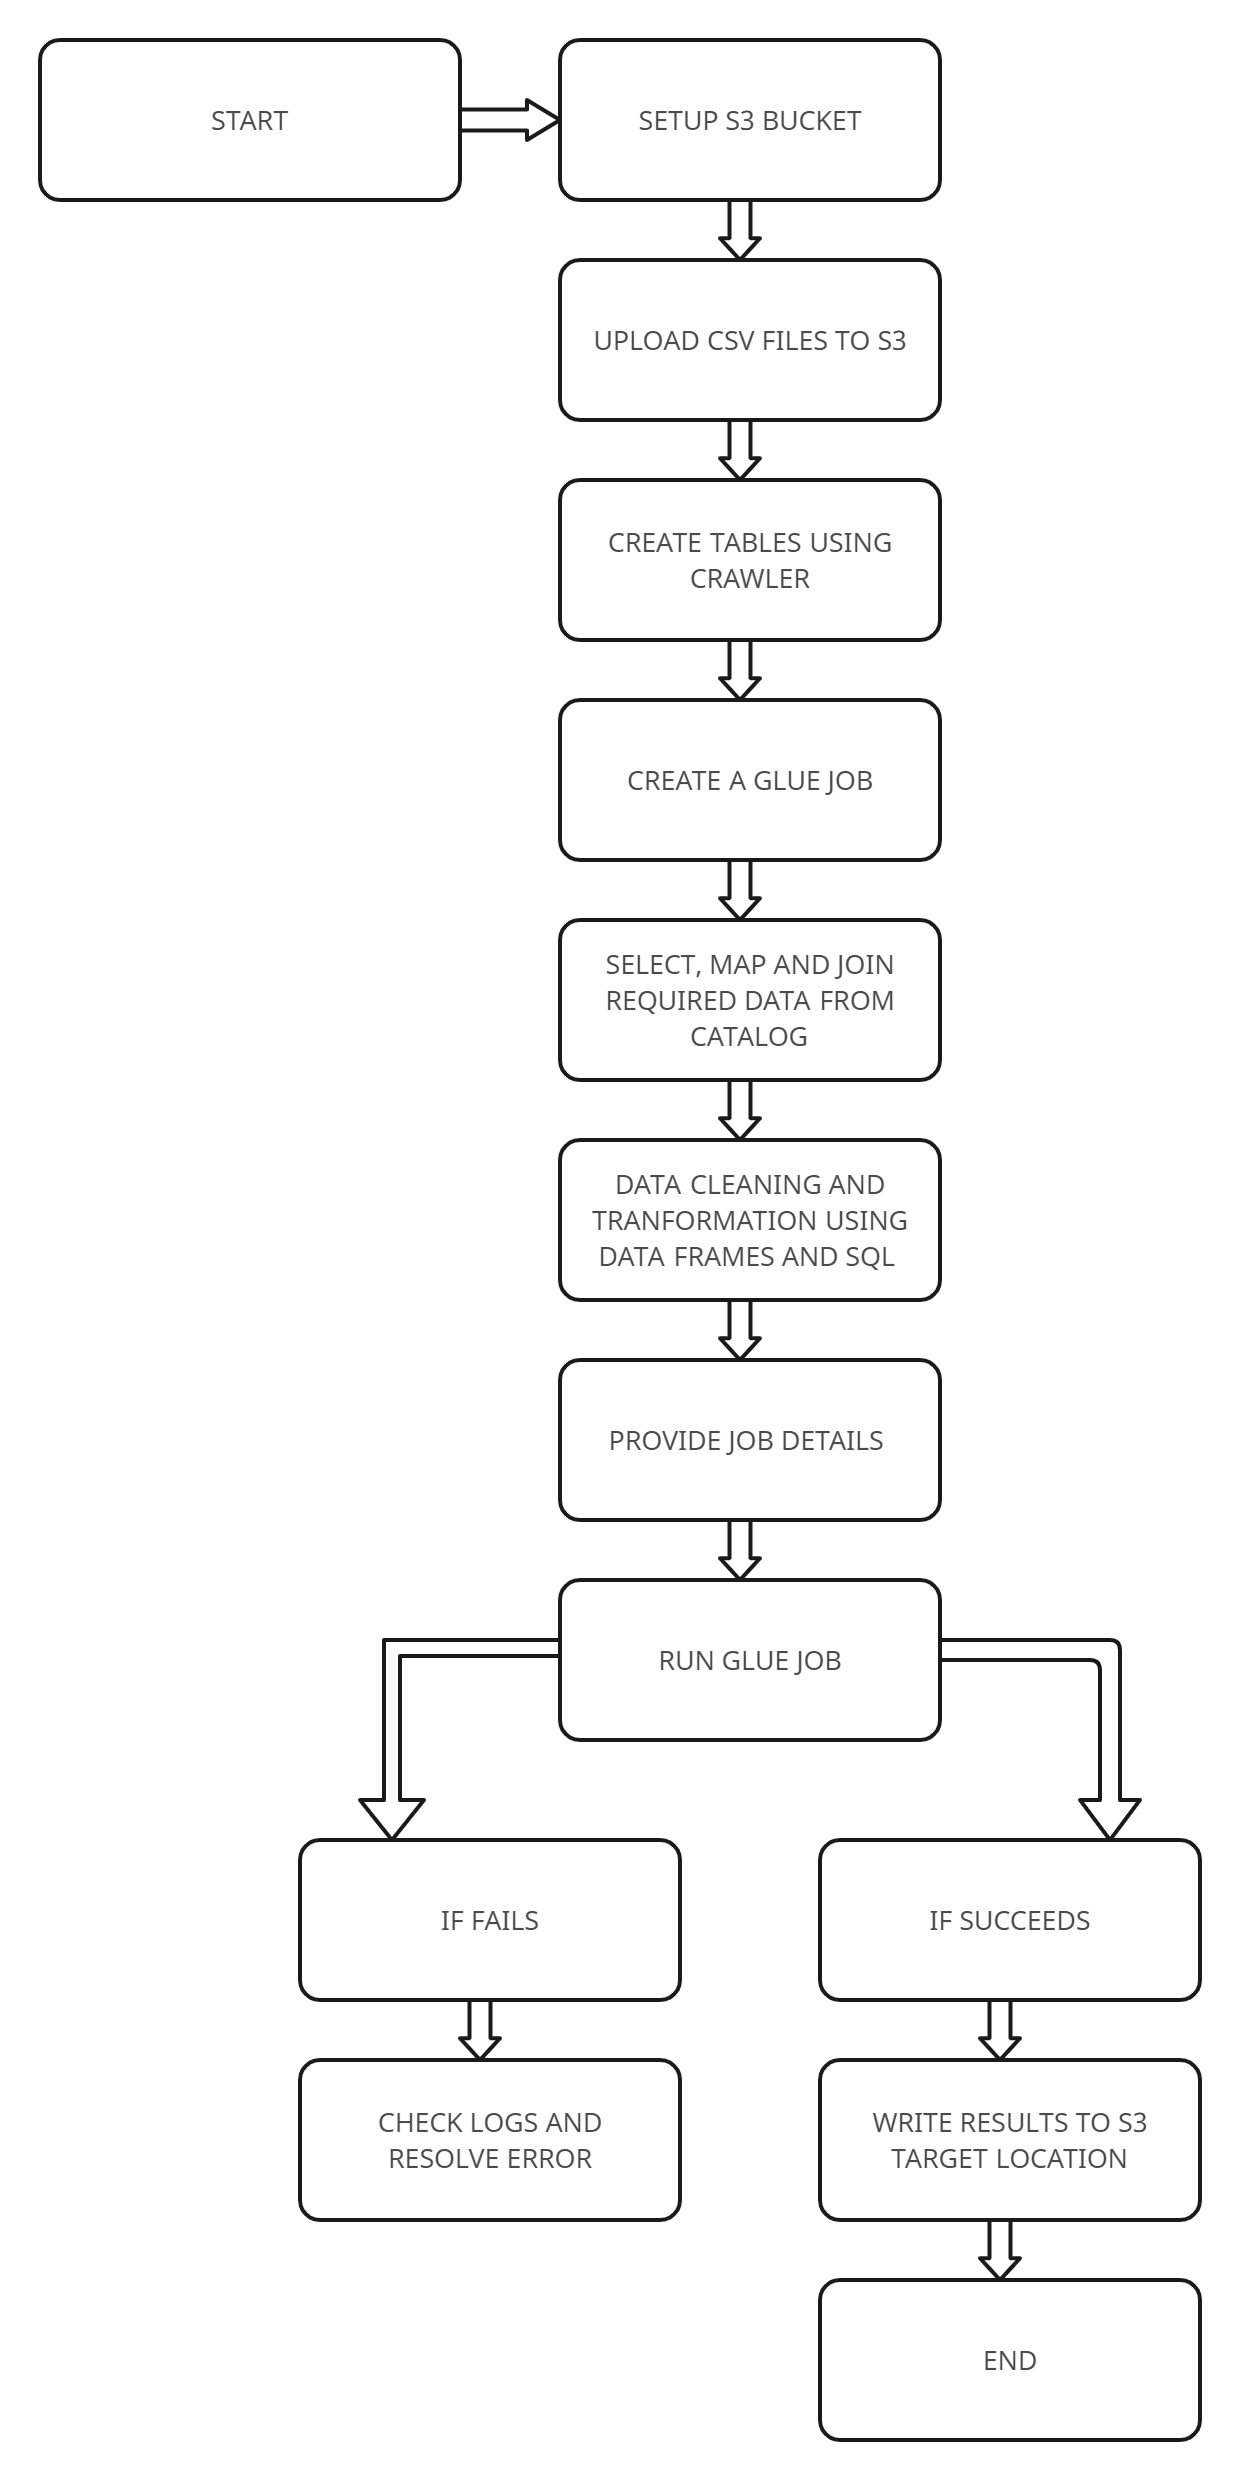 START
SETUP S3 BUCKET
UPLOAD CSV FILES TO S3
CREATE TABLES USING
CRAWLER
CREATE A GLUE JOB
SELECT, MAP AND JOIN
REQUIRED DATA FROM
CATALOG
DATA CLEANING AND
TRANFORMATION USING
DATA FRAMES AND SQL
PROVIDE JOB DETAILS
RUN GLUE JOB
IF FAILS
IF SUCCEEDS
CHECK LOGS AND
RESOLVE ERROR
WRITE RESULTS TO S3
TARGET LOCATION
END